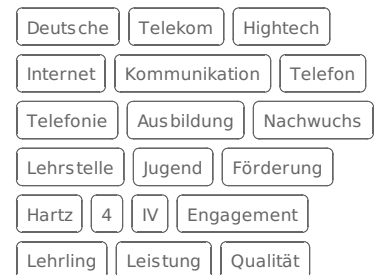 Deutsche Telekom Hightech
Internet Kommunikation Telefon
Telefonie Ausbildung Nachwuchs
Lehrstelle Jugend Förderung
Hartz 4 IV Engagement
Lehrling Leistung Qualität